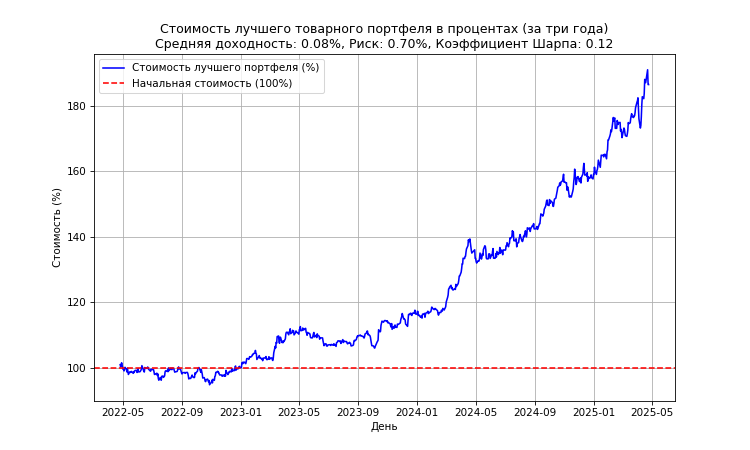 Стоимость лучшего товарного портфеля в процентах (за три года)
Средняя доходность: 0.08%, Риск: 0.70%, Коэффициент Шарпа: 0.12
Стоимость лучшего портфеля (%)
Начальная стоимость (100%)
Стоимость (%)
180
160
140
120
100
2022-05 2022-09 2023-01 2023-05 2023-09 2024-01 2024-05 2024-09 2025-01 2025-05
День